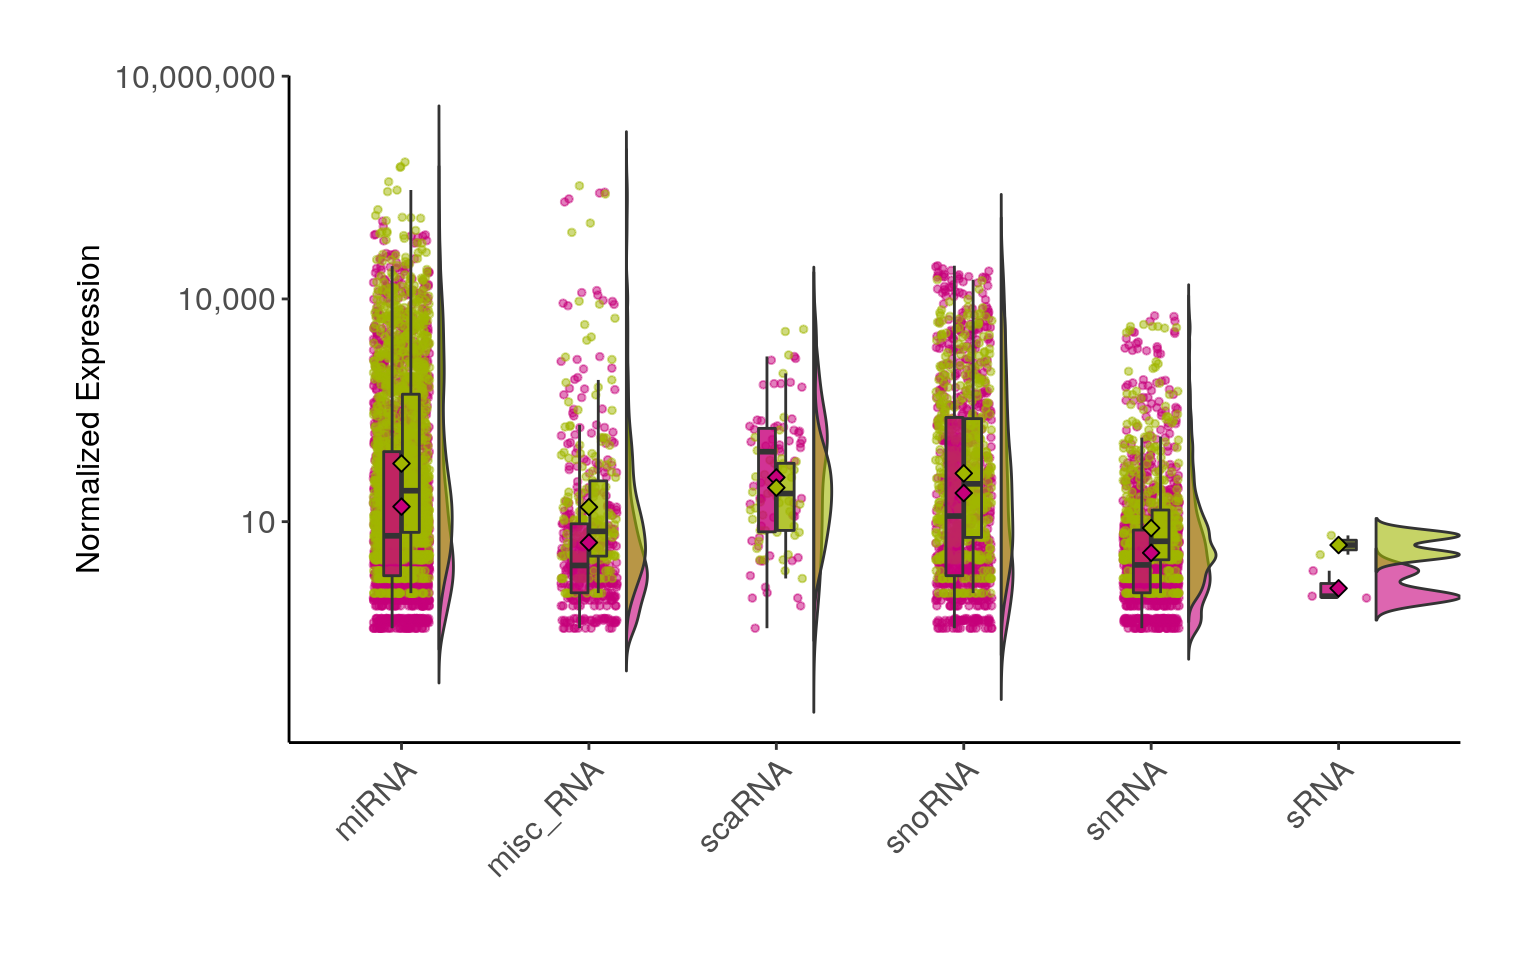 10,000,000
10,000
10
Normalized Expression
miRNA
misc_RNA
scaRNA
snoRNA
snRNA
sRNA